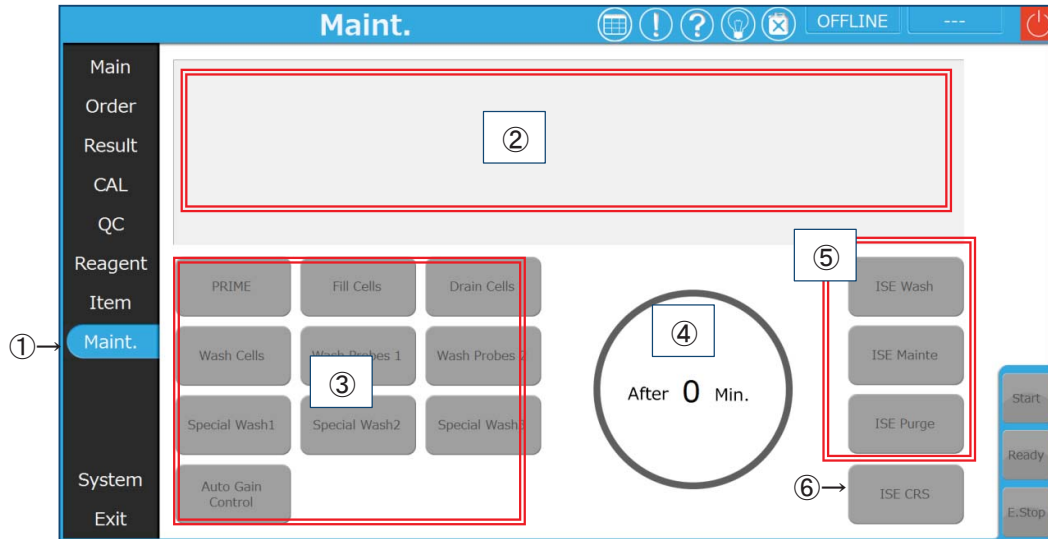 Maint.
OFFLINE
---
Main
Order
Result
CAL
QC
Reagent
Item
Maint.
System
Exit
①→
②
PRIME
Fill Cells
Drain Cells
Wash Cells
Wash Probes 1
Wash Probes 2
③
Special Wash1
Special Wash2
Special Wash3
Auto Gain
Control
④
After 0 Min.
⑤
ISE Wash
ISE Mainte
ISE Purge
⑥→
ISE CRS
Start
Ready
E.Stop